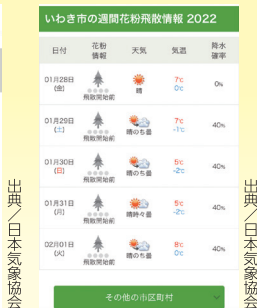 いわき市の週間花粉飛散情報 2022
日付 花粉情報 天気 気温 降水確率
01月28日(金) 飛散開始前 晴 7℃ 0℃ 0%
01月29日(土) 飛散開始前 晴のち曇 7℃ -1℃ 40%
01月30日(日) 飛散開始前 晴のち曇 5℃ -2℃ 40%
01月31日(月) 飛散開始前 晴時々曇 5℃ -2℃ 40%
02月01日(火) 飛散開始前 晴のち曇 8℃ 0℃ 40%
その他の市区町村
出典／日本気象協会
出典／日本気象協会